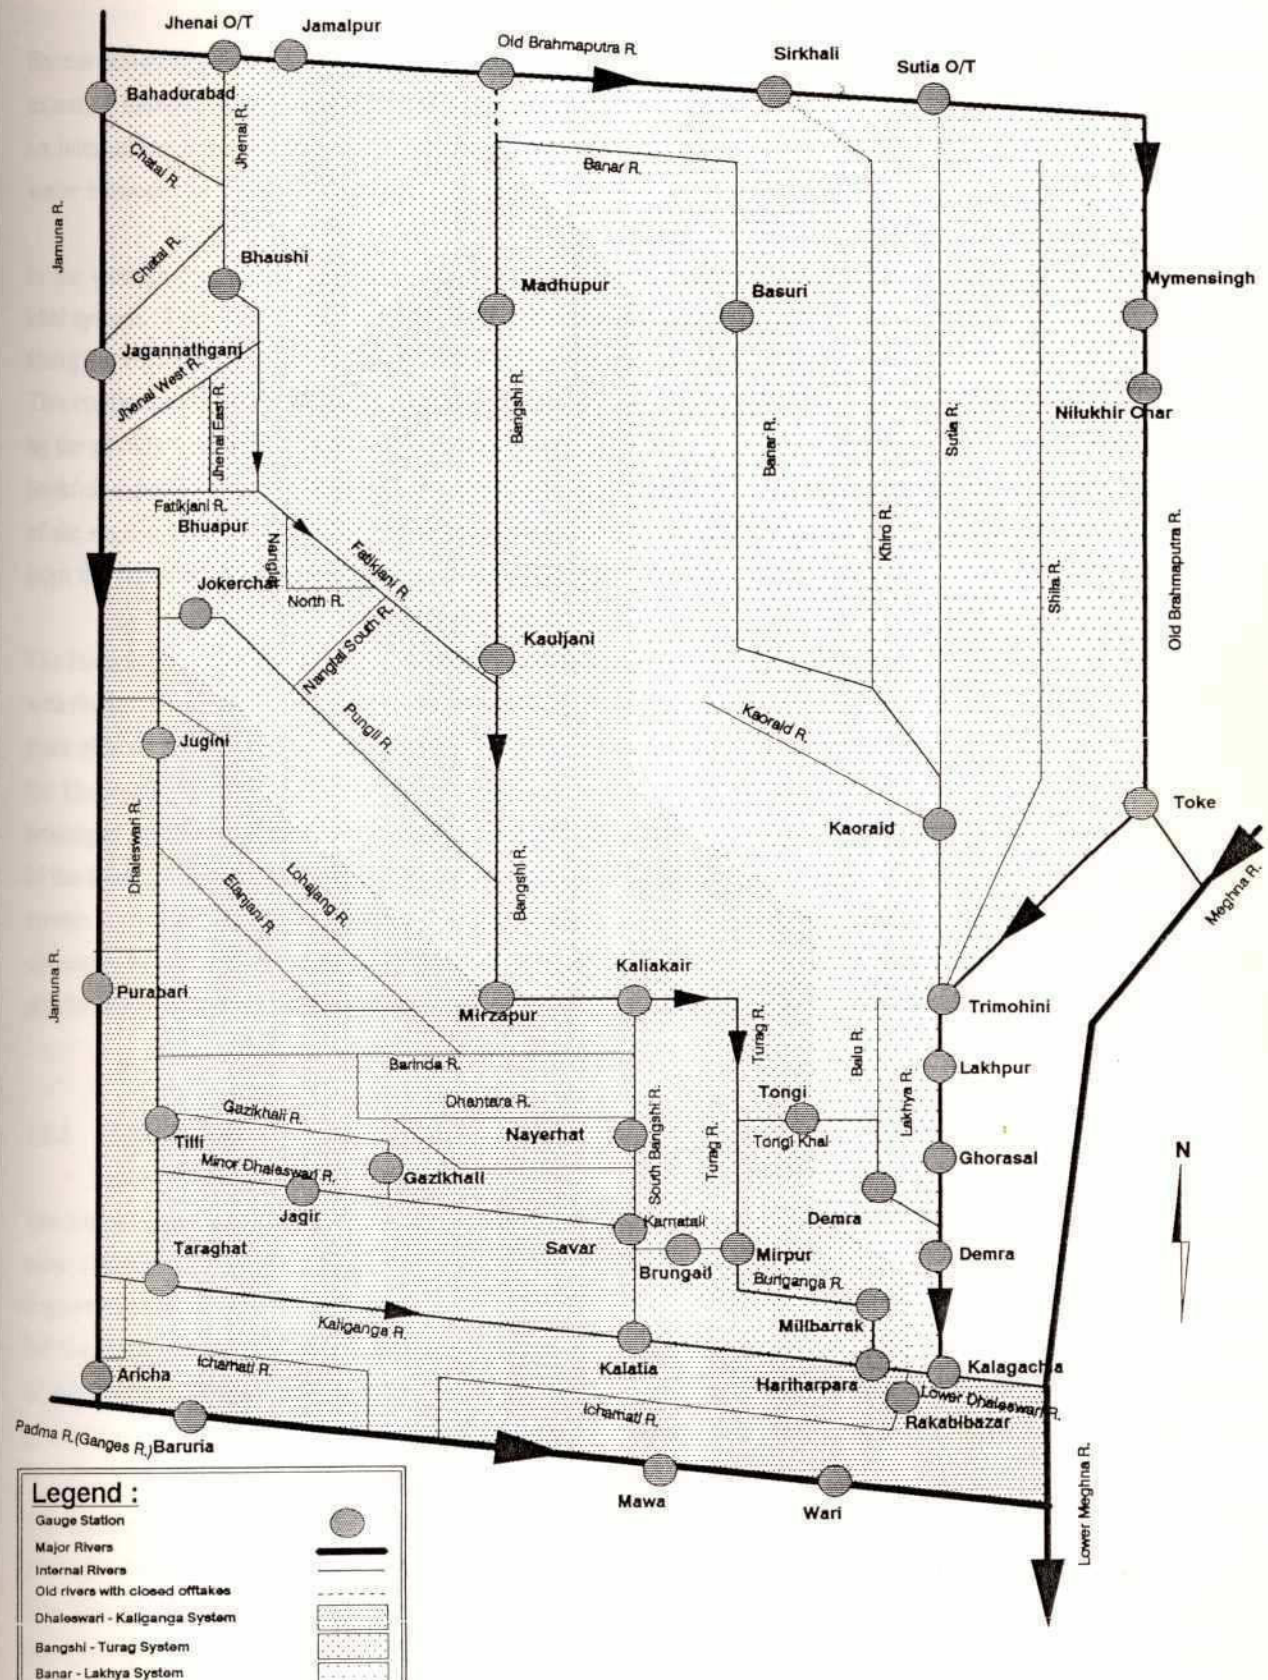 Jhenai O/T
Jamalpur
Old Brahmaputra R.
Sirkhali
Sutia O/T
Bahadurabad
Jhenai R.
Chatal R.
Banar R.
Jamuna R.
Chatal R.
Bhaushi
Madhupur
Basuri
Mymensingh
Jagannathganj
Jhenai West R.
Jhenai East R.
Bangshi R.
Banar R.
Sutia R.
Nilukhir Char
Fatikjani R.
Bhuapur
Khiro R.
Shila R.
Old Brahmaputra R.
Nanglai
North R.
Fatikjani R.
Jokerchar
Nanglai South R.
Kauljani
Pungli R.
Kaoraid R.
Jugini
Kaoraid
Toke
Dhaleswari R.
Elanjani R.
Lohajang R.
Bangshi R.
Meghna R.
Jamuna R.
Purabari
Mirzapur
Kaliakair
Trimohini
Turag R.
Balu R.
Lakhya R.
Lakhpur
Barinda R.
Dhantara R.
Tongi
Tongi Khal
Gazikhali R.
Tilli
Nayerhat
South Bangshi R.
Turag R.
Ghorasal
N
Minor Dhaleswari R.
Gazikhali
Jagir
Karnatali
Demra
Savar
Brungail
Mirpur
Demra
Taraghat
Buriganga R.
Kaliganga R.
Millbarrak
Kalatia
Hariharpara
Kalagachia
Aricha
Ichamati R.
Ichamati R.
Lower Dhaleswari R.
Rakabibazar
Padma R.(Ganges R.)
Baruria
Mawa
Wari
Lower Meghna R.
Legend :
Gauge Station
Major Rivers
Internal Rivers
Old rivers with closed offtakes
Dhaleswari - Kaliganga System
Bangshi - Turag System
Banar - Lakhya System